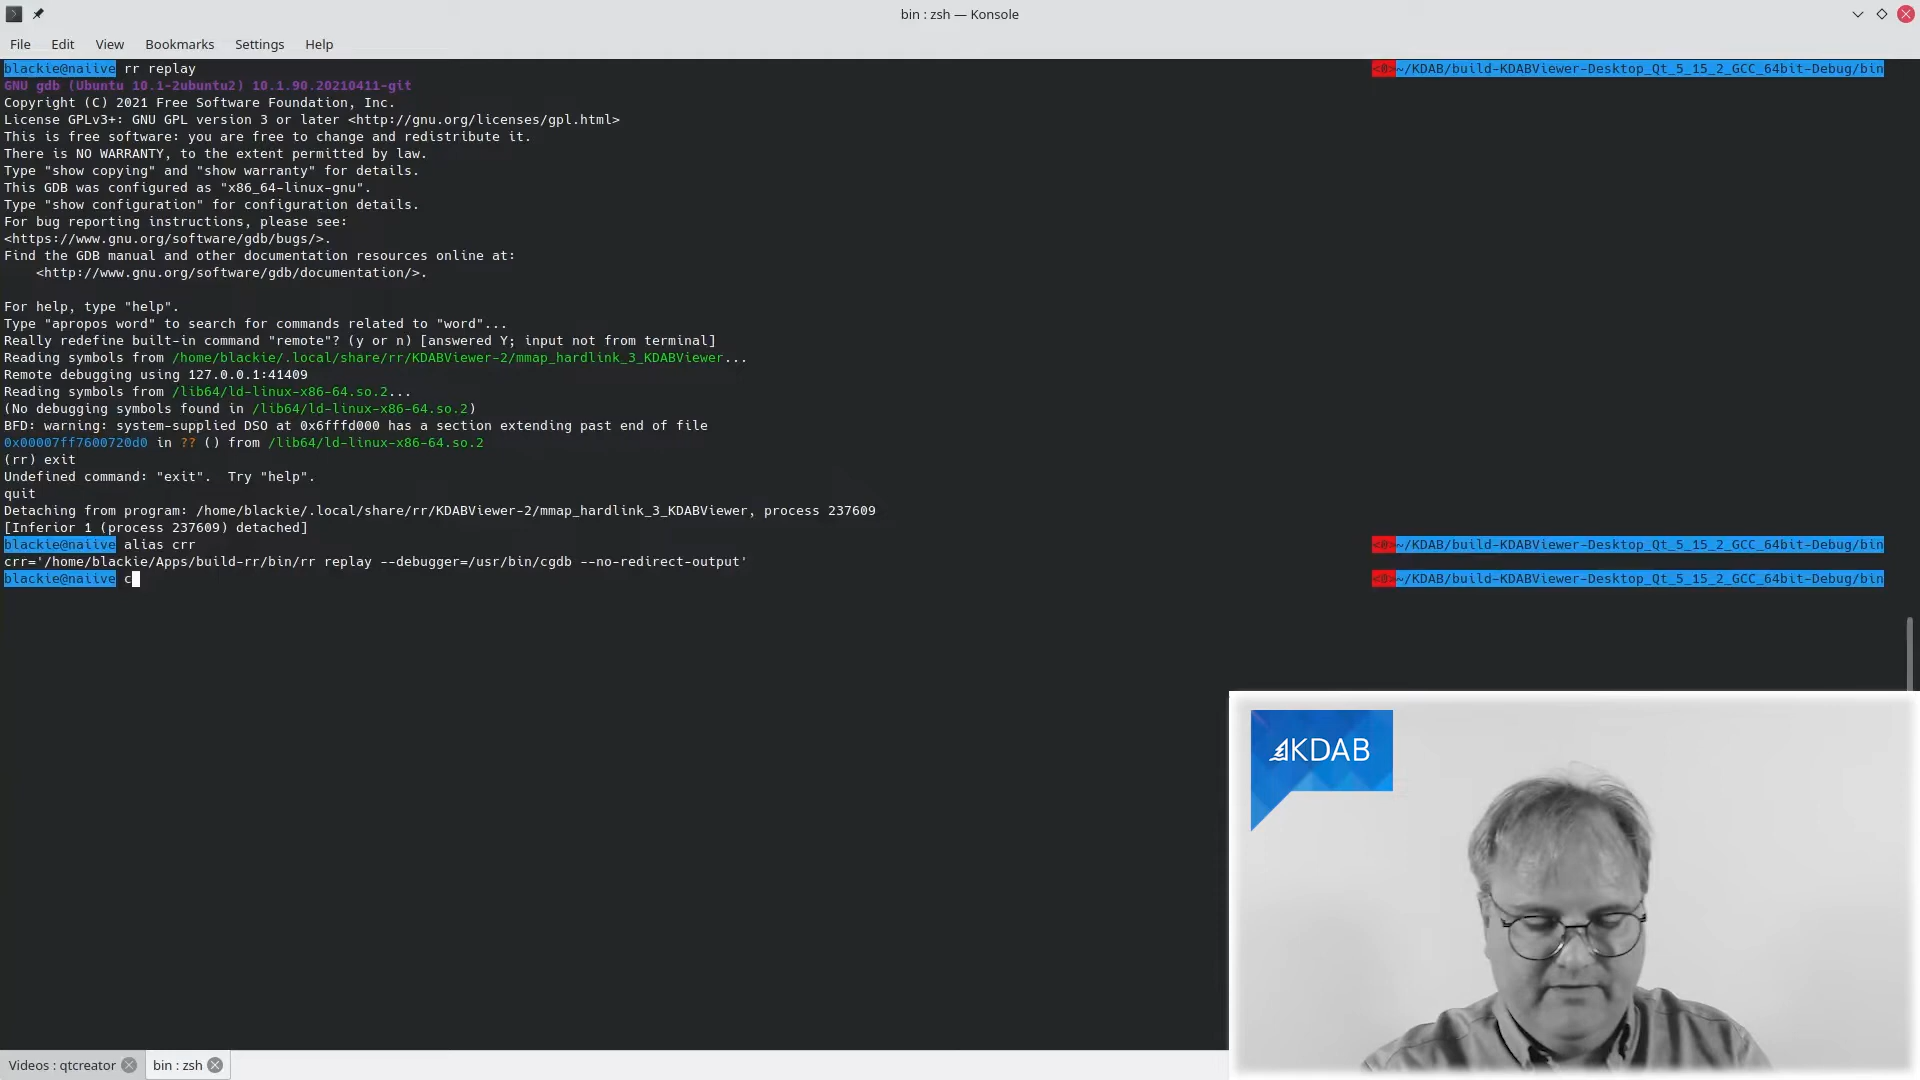 bin : zsh — Konsole
File Edit View Bookmarks Settings Help
blackie@naiive rr replay <0>~/KDAB/build-KDABViewer-Desktop_Qt_5_15_2_GCC_64bit-Debug/bin
GNU gdb (Ubuntu 10.1-2ubuntu2) 10.1.90.20210411-git
Copyright (C) 2021 Free Software Foundation, Inc.
License GPLv3+: GNU GPL version 3 or later <http://gnu.org/licenses/gpl.html>
This is free software: you are free to change and redistribute it.
There is NO WARRANTY, to the extent permitted by law.
Type "show copying" and "show warranty" for details.
This GDB was configured as "x86_64-linux-gnu".
Type "show configuration" for configuration details.
For bug reporting instructions, please see:
<https://www.gnu.org/software/gdb/bugs/>.
Find the GDB manual and other documentation resources online at:
    <http://www.gnu.org/software/gdb/documentation/>.
For help, type "help".
Type "apropos word" to search for commands related to "word"...
Really redefine built-in command "remote"? (y or n) [answered Y; input not from terminal]
Reading symbols from /home/blackie/.local/share/rr/KDABViewer-2/mmap_hardlink_3_KDABViewer...
Remote debugging using 127.0.0.1:41409
Reading symbols from /lib64/ld-linux-x86-64.so.2...
(No debugging symbols found in /lib64/ld-linux-x86-64.so.2)
BFD: warning: system-supplied DSO at 0x6fffd000 has a section extending past end of file
0x00007ff7600720d0 in ?? () from /lib64/ld-linux-x86-64.so.2
(rr) exit
Undefined command: "exit".  Try "help".
quit
Detaching from program: /home/blackie/.local/share/rr/KDABViewer-2/mmap_hardlink_3_KDABViewer, process 237609
[Inferior 1 (process 237609) detached]
blackie@naiive alias crr <0>~/KDAB/build-KDABViewer-Desktop_Qt_5_15_2_GCC_64bit-Debug/bin
crr='/home/blackie/Apps/build-rr/bin/rr replay --debugger=/usr/bin/cgdb --no-redirect-output'
blackie@naiive c <0>~/KDAB/build-KDABViewer-Desktop_Qt_5_15_2_GCC_64bit-Debug/bin
KDAB
Videos : qtcreator bin : zsh